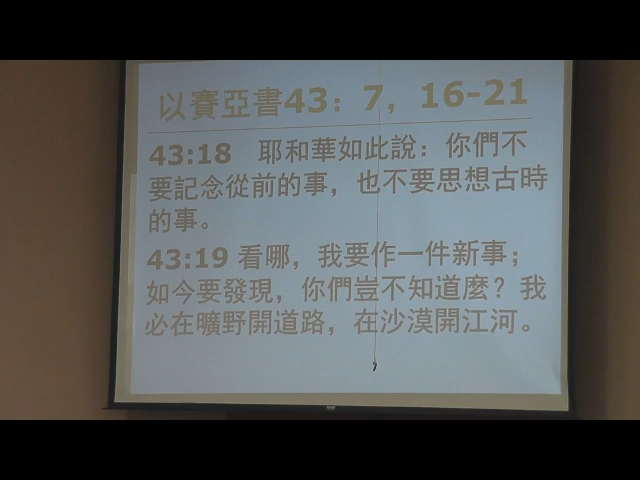 以賽亞書43：7，16-21
43:18 耶和華如此說：你們不
要記念從前的事，也不要思想古時
的事。
43:19 看哪，我要作一件新事；
如今要發現，你們豈不知道麼？我
必在曠野開道路，在沙漠開江河。